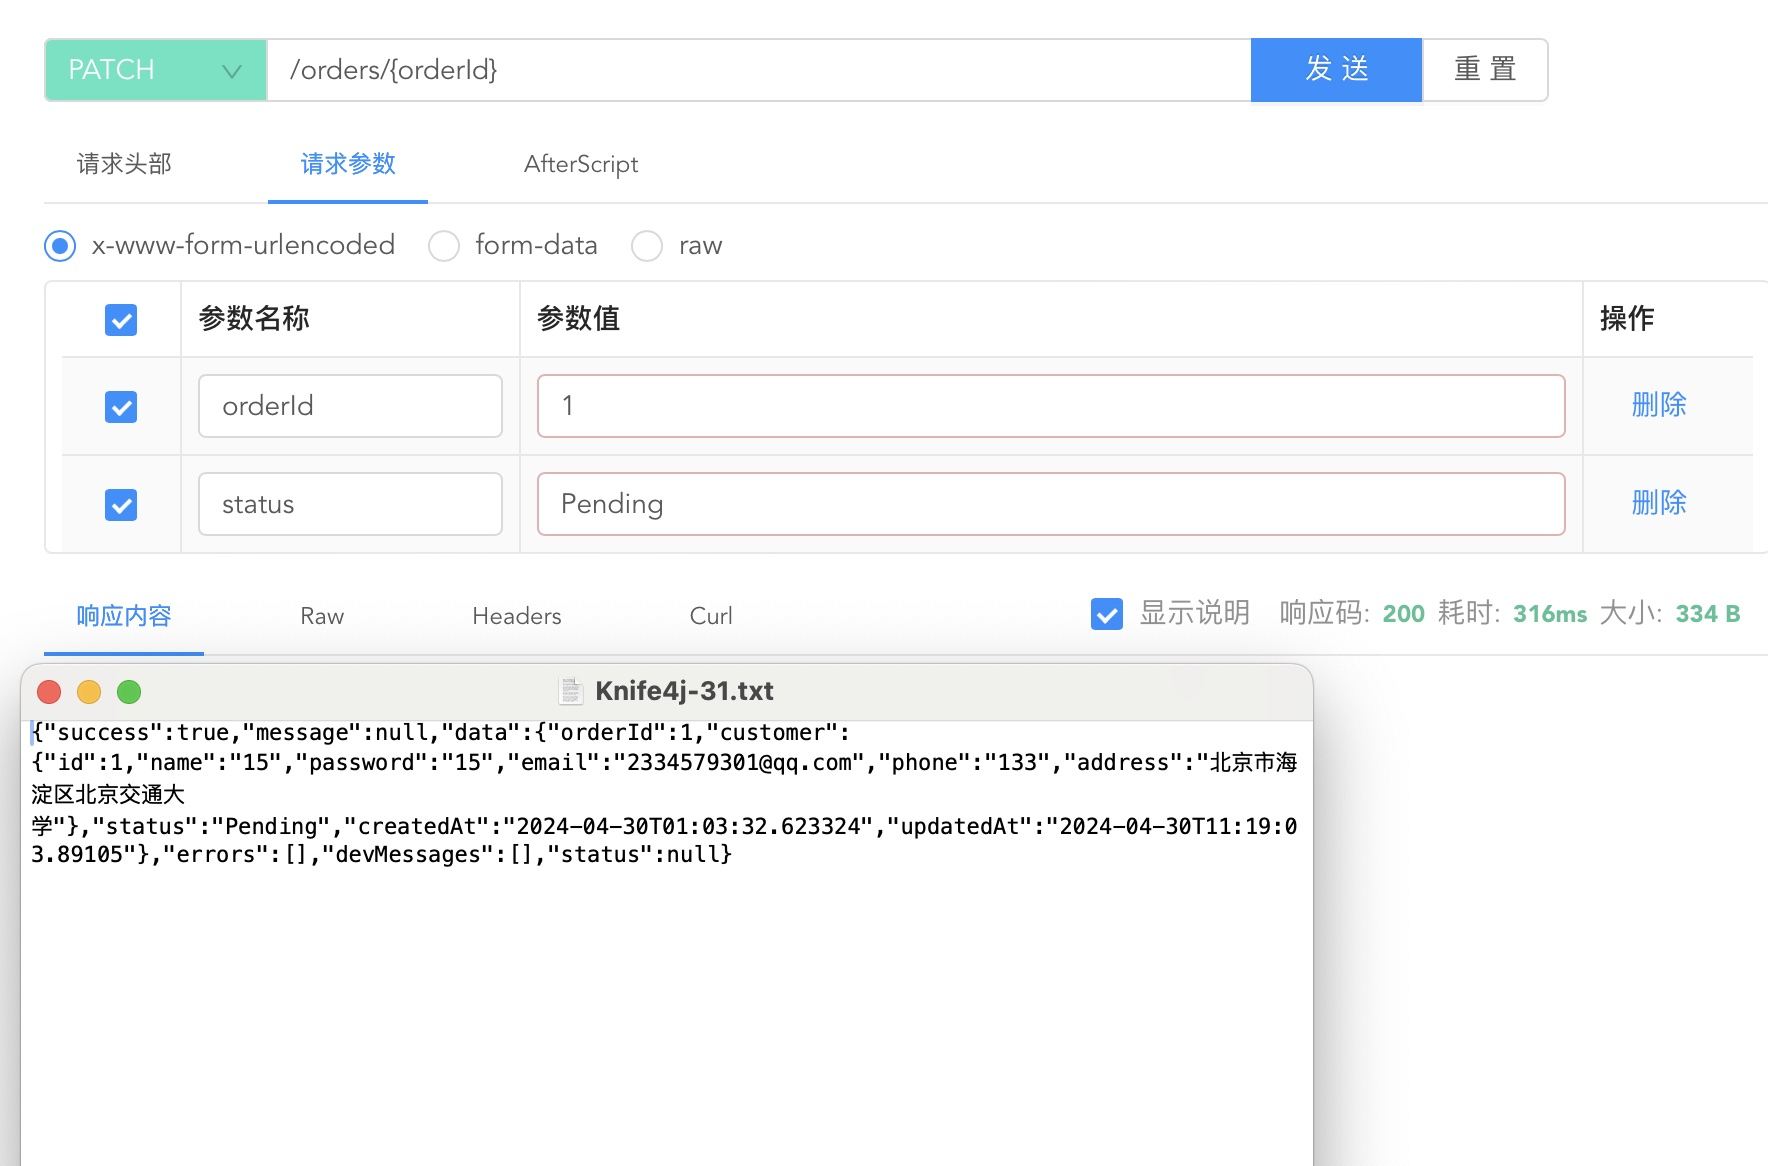 PATCH /orders/{orderId} 发 送 重 置
请求头部 请求参数 AfterScript
x-www-form-urlencoded form-data raw
参数名称 参数值 操作
orderId 1 删除
status Pending 删除
响应内容 Raw Headers Curl 显示说明 响应码: 200 耗时: 316ms 大小: 334 B
Knife4j-31.txt
{"success":true,"message":null,"data":{"orderId":1,"customer":
{"id":1,"name":"15","password":"15","email":"2334579301@qq.com","phone":"133","address":"北京市海
淀区北京交通大
学"},"status":"Pending","createdAt":"2024-04-30T01:03:32.623324","updatedAt":"2024-04-30T11:19:0
3.89105"},"errors":[],"devMessages":[],"status":null}